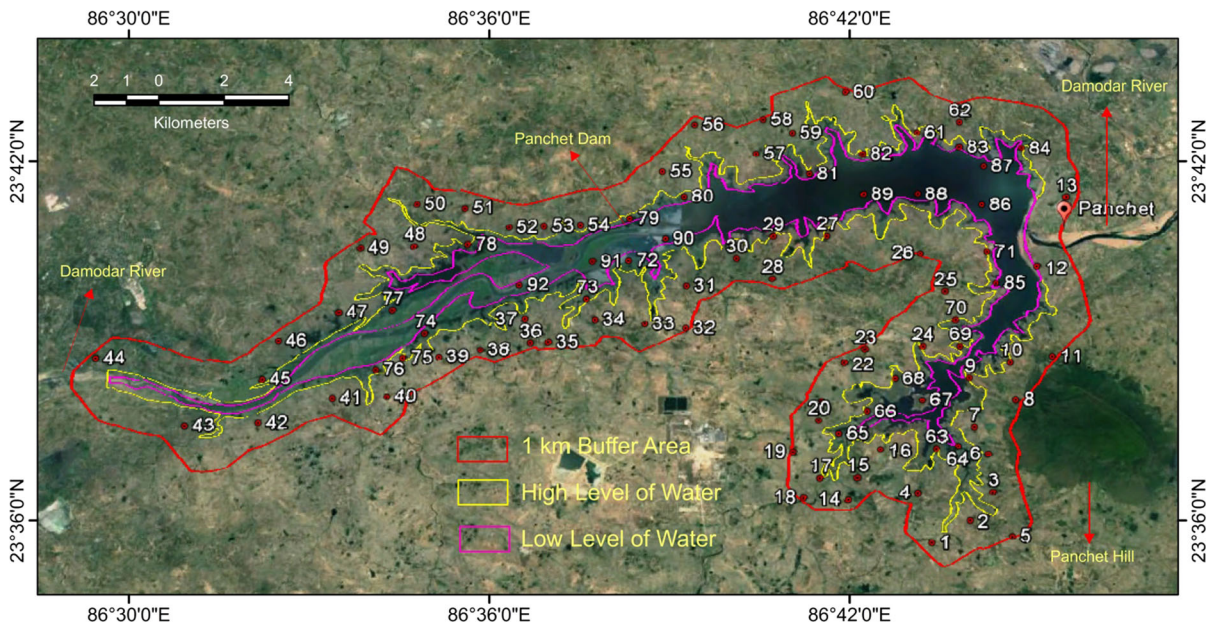 86°30'0"E 86°36'0"E 86°42'0"E
2 1 0 2 4
Kilometers
Damodar River
Panchet Dam
23°42'0"N 23°42'0"N
60
58 62
56 59 61
57 82 83 84
55 81 87
80 89 88 13
50 51 86 Panchet
52 53 54 79
49 48 78 90 29 27
30 26 71
91 72 28 12
Damodar River
92 31 25 85
77 73 70
47 74 37 34 33 32
46 36 35 23 24 69 10
44 75 39 38 22 9 11
45 76 68
41 40 67 8
43 42 20 66 7
65 63
1 km Buffer Area
19 16 64 6
17 15
High Level of Water
18 14 4 3
23°36'0"N 23°36'0"N
2
Low Level of Water
1 5
Panchet Hill
86°30'0"E 86°36'0"E 86°42'0"E